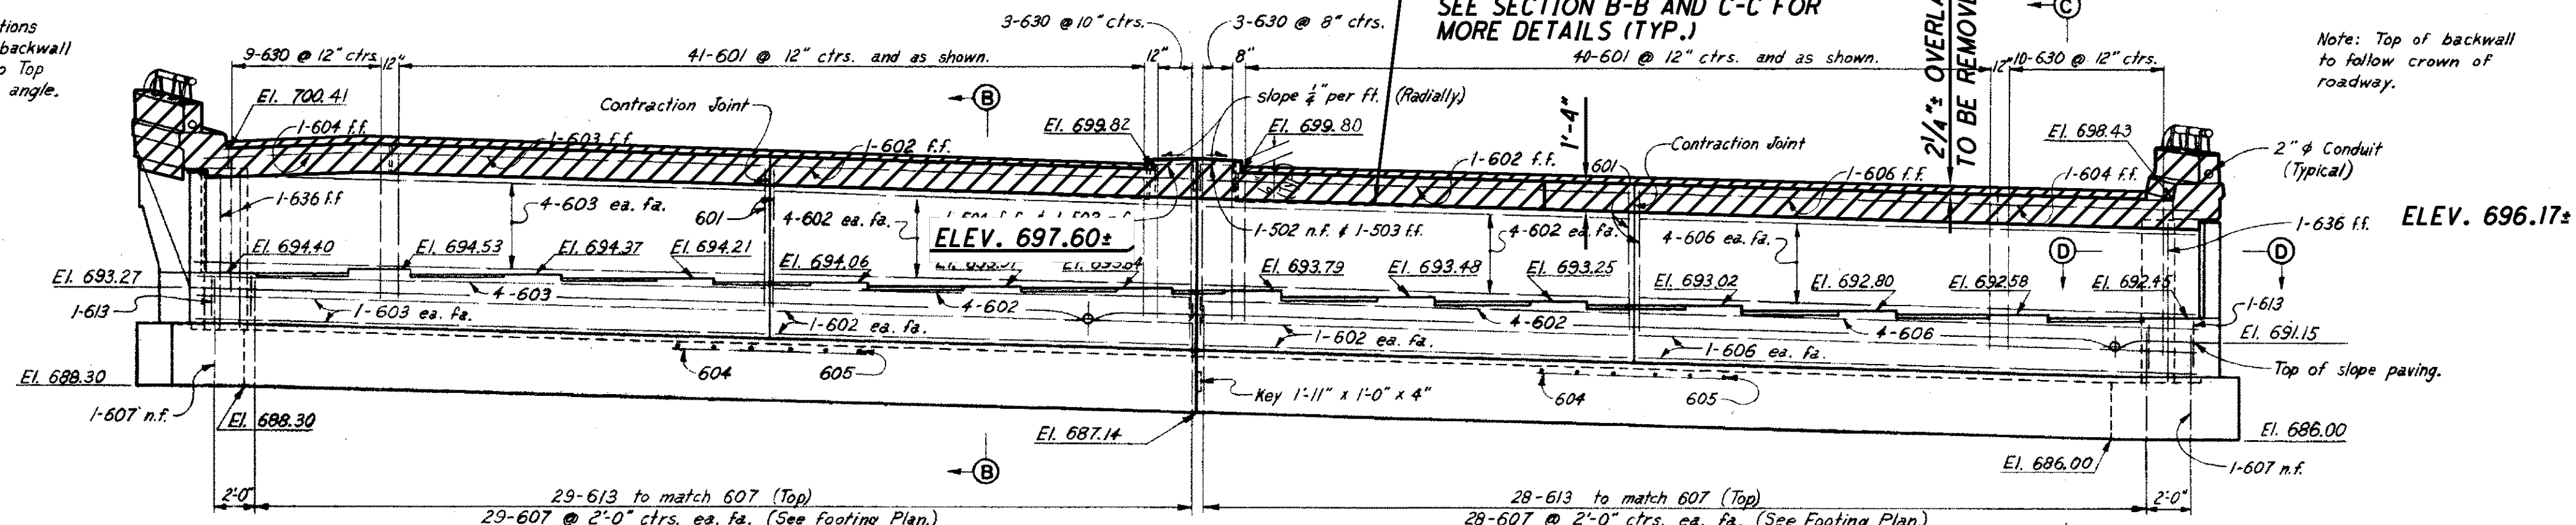 tions
backwall
o Top
angle.
3-630 @ 10" ctrs.
3-630 @ 8" ctrs.
SEE SECTION B-B AND C-C FOR
MORE DETAILS (TYP.)
2 1/4"± OVERLA
TO BE REMOVE
C
Note: Top of backwall
to follow crown of
roadway.
9-630 @ 12" ctrs.
12"
41-601 @ 12" ctrs. and as shown.
12"
8"
40-601 @ 12" ctrs. and as shown.
12"
10-630 @ 12" ctrs.
El. 700.41
Contraction Joint
B
slope 1/4" per ft. (Radially)
1'-4"
1-604 f.f.
1-603 f.f.
1-602 f.f.
El. 699.82
El. 699.80
1-602 f.f.
601
Contraction Joint
1-606 f.f.
El. 698.43
1-604 f.f.
2" φ Conduit
(Typical)
1-636 f.f
4-603 ea. fa.
601
4-602 ea. fa.
ELEV. 697.60±
1-502 n.f. & 1-503 f.f.
4-602 ea. fa.
4-606 ea. fa.
1-636 f.f.
ELEV. 696.17±
D
D
El. 693.27
El. 694.40
El. 694.53
El. 694.37
El. 694.21
El. 694.06
El. 693.79
El. 693.48
El. 693.25
El. 693.02
El. 692.80
El. 692.58
El. 692.45
1-613
1-603 ea. fa.
4-603
1-602 ea. fa.
4-602
1-602 ea. fa.
4-602
1-606 ea. fa.
4-606
1-613
El. 691.15
Top of slope paving.
El. 688.30
604
605
604
605
Key 1'-11" x 1'-0" x 4"
1-607 n.f.
El. 688.30
El. 687.14
El. 686.00
El. 686.00
1-607 n.f.
B
2'-0"
29-613 to match 607 (Top)
28-613 to match 607 (Top)
2'-0"
29-607 @ 2'-0" ctrs. ea. fa. (See Footing Plan.)
28-607 @ 2'-0" ctrs. ea. fa. (See Footing Plan.)